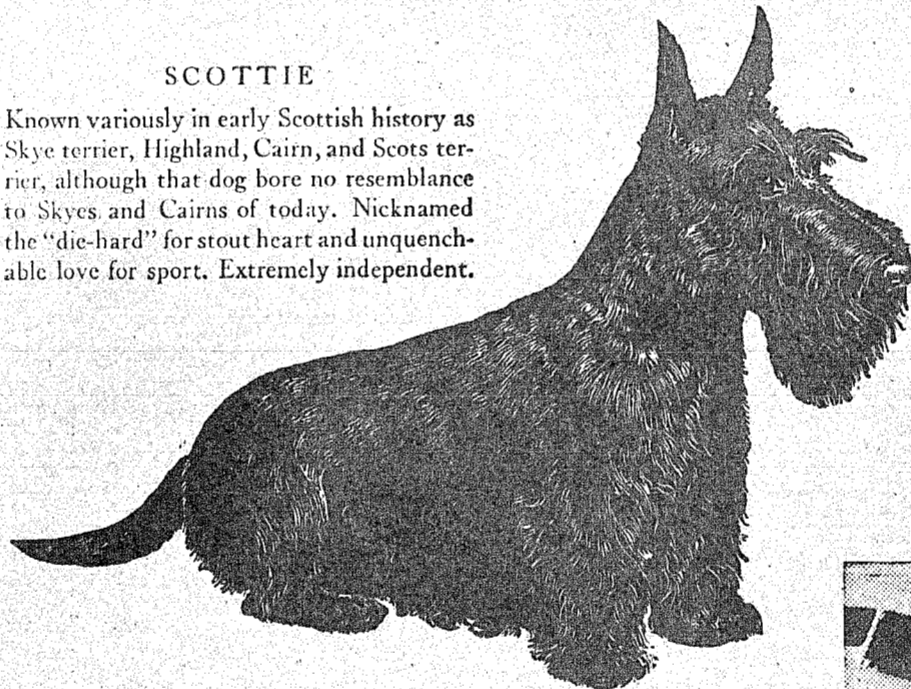 SCOTTIE
Known variously in early Scottish history as
Skye terrier, Highland, Cairn, and Scots ter-
rier, although that dog bore no resemblance
to Skyes and Cairns of today. Nicknamed
the "die-hard" for stout heart and unquench-
able love for sport. Extremely independent.